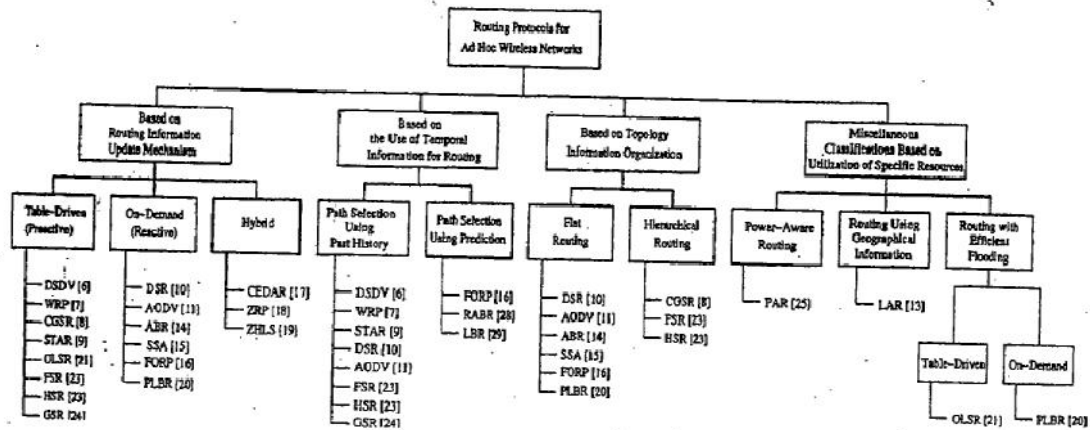 Routing Protocols for
Ad Hoc Wireless Networks
Based on
Routing Information
Update Mechanism
Based on
the Use of Temporal
Information for Routing
Based on Topology
Information Organization
Miscellaneous
Classifications Based on
Utilization of Specific Resources
Table-Driven
(Proactive)
DSDV [6]
WRP [7]
CGSR [8]
STAR [9]
OLSR [21]
FSR [23]
HSR [23]
GSR [24]
On-Demand
(Reactive)
DSR [10]
AODV [11]
ABR [14]
SSA [15]
FORP [16]
PLBR [20]
Hybrid
CEDAR [17]
ZRP [18]
ZHLS [19]
Path Selection
Using
Past History
DSDV [6]
WRP [7]
STAR [9]
DSR [10]
AODV [11]
FSR [23]
HSR [23]
GSR [24]
Path Selection
Using Prediction
FORP [16]
RABR [28]
LBR [29]
Flat
Routing
DSR [10]
AODV [11]
ABR [14]
SSA [15]
FORP [16]
PLBR [20]
Hierarchical
Routing
CGSR [8]
FSR [23]
HSR [23]
Power-Aware
Routing
PAR [25]
Routing Using
Geographical
Information
LAR [13]
Routing with
Efficient
Flooding
Table-Driven
OLSR [21]
On-Demand
PLBR [20]